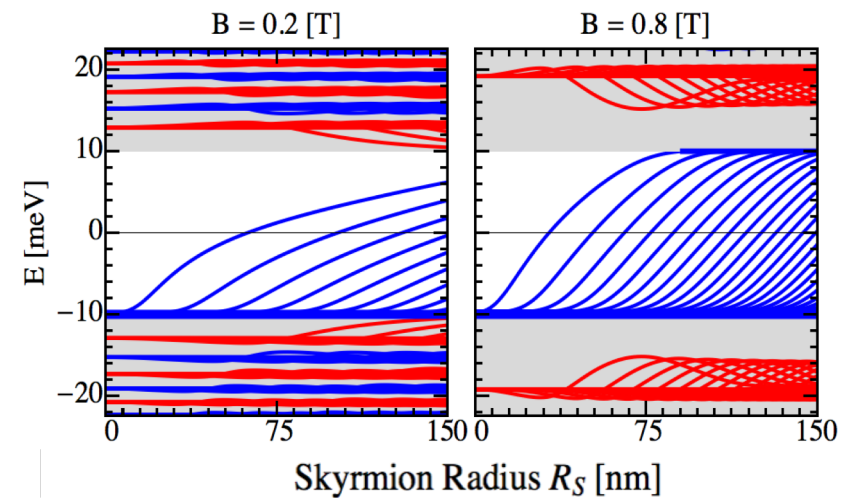 B = 0.2 [T] B = 0.8 [T]
20
10
0
−10
−20
E [meV]
0 75 150 0 75 150
Skyrmion Radius R_S [nm]